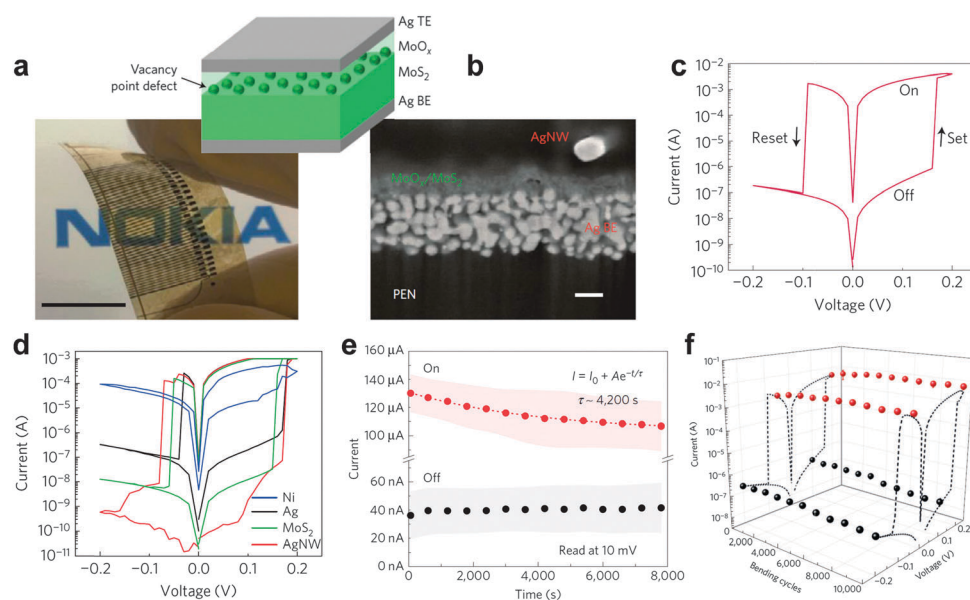 a
Vacancy
point defect
Ag TE
MoOₓ
MoS₂
Ag BE
NOKIA
b
AgNW
MoOₓ/MoS₂
Ag BE
PEN
c
10⁻²
10⁻³
10⁻⁴
10⁻⁵
10⁻⁶
10⁻⁷
10⁻⁸
10⁻⁹
10⁻¹⁰
Current (A)
On
Reset
Set
Off
−0.2 −0.1 0.0 0.1 0.2
Voltage (V)
d
10⁻³
10⁻⁴
10⁻⁵
10⁻⁶
10⁻⁷
10⁻⁸
10⁻⁹
10⁻¹⁰
10⁻¹¹
Current (A)
Ni
Ag
MoS₂
AgNW
−0.2 −0.1 0.0 0.1 0.2
Voltage (V)
e
160 µA
140 µA
120 µA
100 µA
60 nA
40 nA
20 nA
0 nA
Current
On
I = I₀ + Ae⁻ᵗ/τ
τ ~ 4,200 s
Off
Read at 10 mV
0 2,000 4,000 6,000 8,000
Time (s)
f
10⁻¹
10⁻²
10⁻³
10⁻⁴
10⁻⁵
10⁻⁶
10⁻⁷
10⁻⁸
Current (A)
0
2,000
4,000
6,000
8,000
10,000
Bending cycles
−0.2
−0.1
0.0
0.1
0.2
Voltage (V)